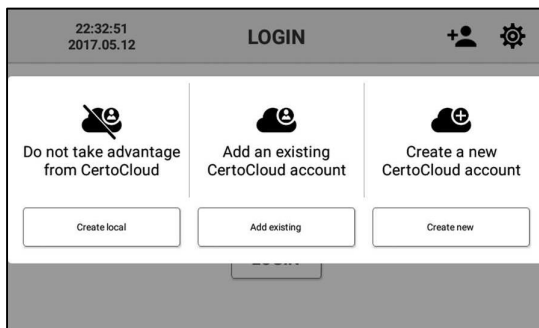 22:32:51
2017.05.12
LOGIN
Do not take advantage
from CertoCloud
Create local
Add an existing
CertoCloud account
Add existing
Create a new
CertoCloud account
Create new